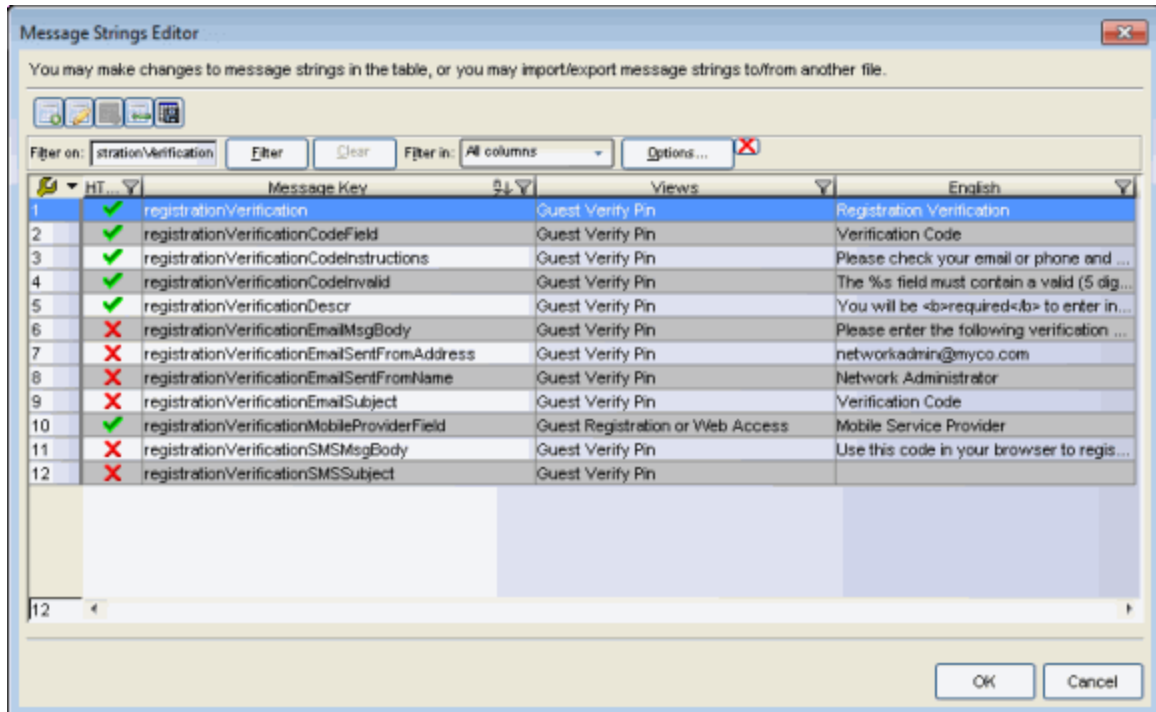 Message Strings Editor
You may make changes to message strings in the table, or you may import/export message strings to/from another file.
Filter on: strationVerification Filter Clear Filter in: All columns Options...
HT... Message Key Views English
1 registrationVerification Guest Verify Pin Registration Verification
2 registrationVerificationCodeField Guest Verify Pin Verification Code
3 registrationVerificationCodeInstructions Guest Verify Pin Please check your email or phone and ...
4 registrationVerificationCodeInvalid Guest Verify Pin The %s field must contain a valid (5 dig...
5 registrationVerificationDescr Guest Verify Pin You will be <b>required</b> to enter in...
6 registrationVerificationEmailMsgBody Guest Verify Pin Please enter the following verification ...
7 registrationVerificationEmailSentFromAddress Guest Verify Pin networkadmin@myco.com
8 registrationVerificationEmailSentFromName Guest Verify Pin Network Administrator
9 registrationVerificationEmailSubject Guest Verify Pin Verification Code
10 registrationVerificationMobileProviderField Guest Registration or Web Access Mobile Service Provider
11 registrationVerificationSMSMsgBody Guest Verify Pin Use this code in your browser to regis...
12 registrationVerificationSMSSubject Guest Verify Pin
12
OK Cancel